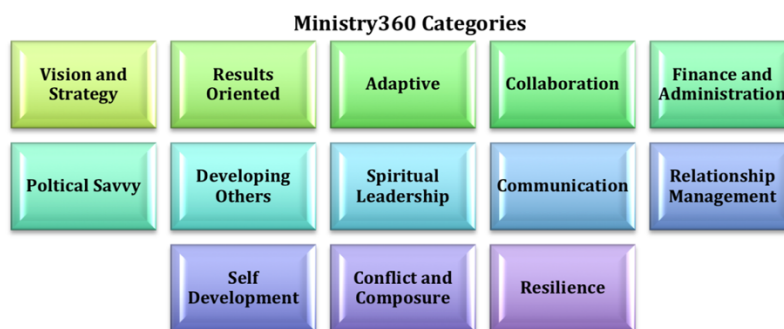 Ministry360 Categories
Vision and
Strategy
Results
Oriented
Adaptive
Collaboration
Finance and
Administration
Poltical Savvy
Developing
Others
Spiritual
Leadership
Communication
Relationship
Management
Self
Development
Conflict and
Composure
Resilience